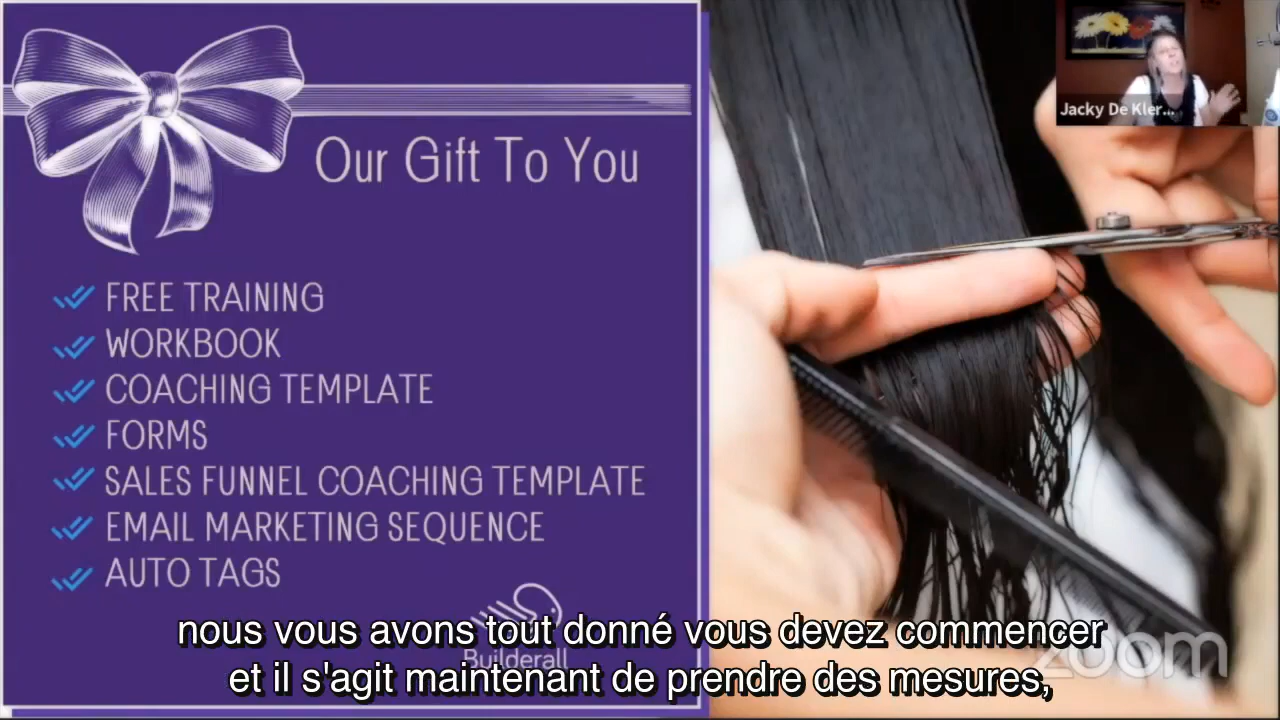 Our Gift To You
Jacky De Kler...
FREE TRAINING
WORKBOOK
COACHING TEMPLATE
FORMS
SALES FUNNEL COACHING TEMPLATE
EMAIL MARKETING SEQUENCE
AUTO TAGS
Builderall
zoom
nous vous avons tout donné vous devez commencer
et il s'agit maintenant de prendre des mesures,